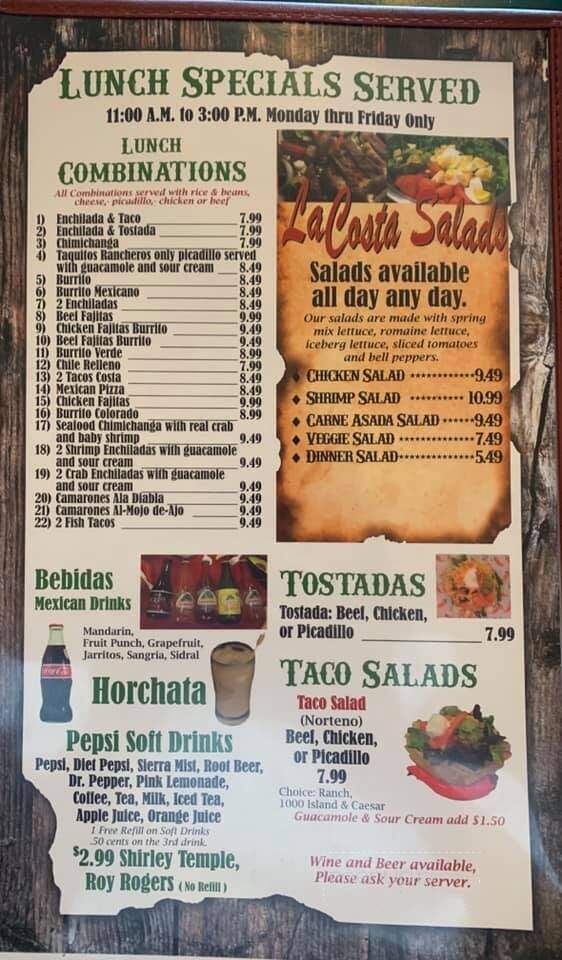 LUNCH SPECIALS SERVED
11:00 A.M. to 3:00 P.M. Monday thru Friday Only
LUNCH
COMBINATIONS
All Combinations served with rice & beans,
cheese,- picadillo,- chicken or beef
1) Enchilada & Taco 7.99
2) Enchilada & Tostada 7.99
3) Chimichanga 7.99
4) Taquitos Rancheros only picadillo served
with guacamole and sour cream 8.49
5) Burrito 8.49
6) Burrito Mexicano 8.49
7) 2 Enchiladas 8.49
8) Beef Fajitas 9.99
9) Chicken Fajitas Burrito 9.49
10) Beef Fajitas Burrito 9.49
11) Burrito Verde 8.99
12) Chile Relleno 7.99
13) 2 Tacos Costa 8.49
14) Mexican Pizza 8.49
15) Chicken Fajitas 9.99
16) Burrito Colorado 8.99
17) Seafood Chimichanga with real crab
and baby shrimp 9.49
18) 2 Shrimp Enchiladas with guacamole
and sour cream 9.49
19) 2 Crab Enchiladas with guacamole
and sour cream 9.49
20) Camarones Ala Diabla 9.49
21) Camarones Al-Mojo de-Ajo 9.49
22) 2 Fish Tacos 9.49
La Costa Salads
Salads available
all day any day.
Our salads are made with spring
mix lettuce, romaine lettuce,
iceberg lettuce, sliced tomatoes
and bell peppers.
♦ CHICKEN SALAD ************9.49
♦ SHRIMP SALAD ********** 10.99
♦ CARNE ASADA SALAD ******9.49
♦ VEGGIE SALAD ************ 7.49
♦ DINNER SALAD**************5.49
Bebidas
Mexican Drinks
Mandarin,
Fruit Punch, Grapefruit,
Jarritos, Sangria, Sidral
Horchata
Pepsi Soft Drinks
Pepsi, Diet Pepsi, Sierra Mist, Root Beer,
Dr. Pepper, Pink Lemonade,
Coffee, Tea, Milk, Iced Tea,
Apple Juice, Orange Juice
1 Free Refill on Soft Drinks
.50 cents on the 3rd drink.
$2.99 Shirley Temple,
Roy Rogers ( No Refill )
TOSTADAS
Tostada: Beef, Chicken,
or Picadillo 7.99
TACO SALADS
Taco Salad
(Norteno)
Beef, Chicken,
or Picadillo
7.99
Choice: Ranch,
1000 Island & Caesar
Guacamole & Sour Cream add $1.50
Wine and Beer available,
Please ask your server.